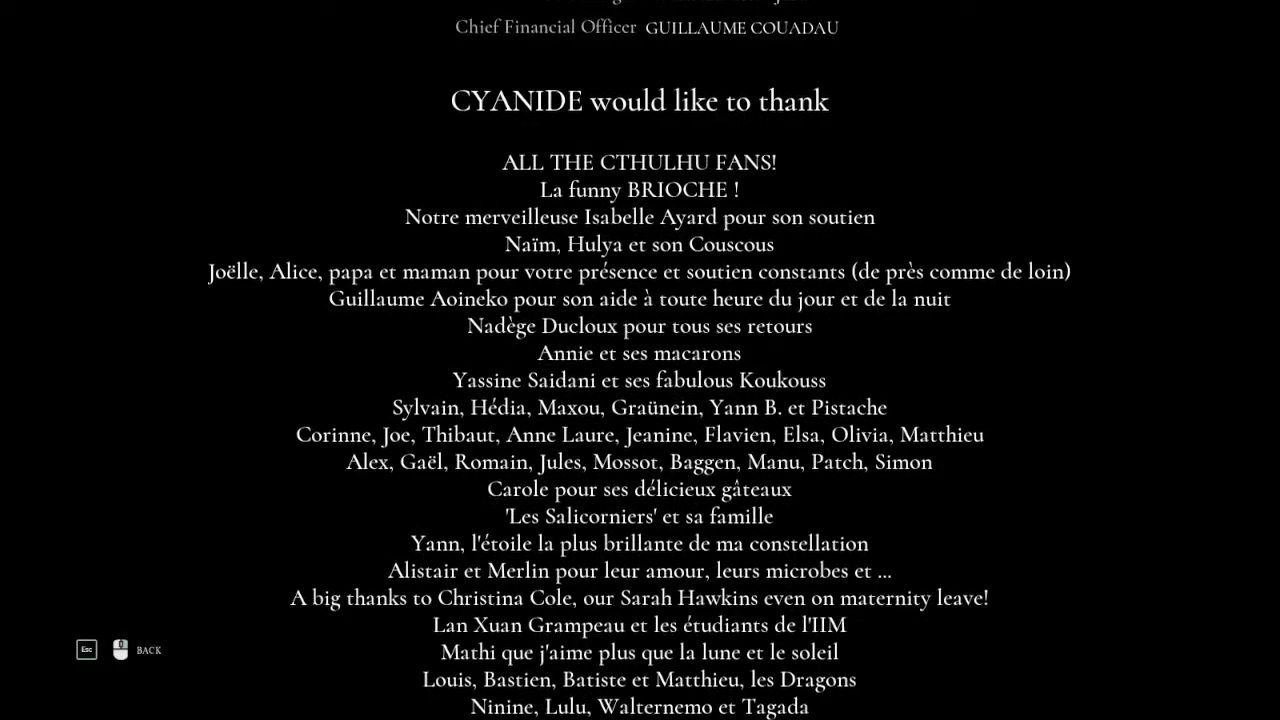 Chief Financial Officer GUILLAUME COUADAU
CYANIDE would like to thank
ALL THE CTHULHU FANS!
La funny BRIOCHE !
Notre merveilleuse Isabelle Ayard pour son soutien
Naïm, Hulya et son Couscous
Joëlle, Alice, papa et maman pour votre présence et soutien constants (de près comme de loin)
Guillaume Aoineko pour son aide à toute heure du jour et de la nuit
Nadège Ducloux pour tous ses retours
Annie et ses macarons
Yassine Saidani et ses fabulous Koukouss
Sylvain, Hédia, Maxou, Graünein, Yann B. et Pistache
Corinne, Joe, Thibaut, Anne Laure, Jeanine, Flavien, Elsa, Olivia, Matthieu
Alex, Gaël, Romain, Jules, Mossot, Baggen, Manu, Patch, Simon
Carole pour ses délicieux gâteaux
'Les Salicorniers' et sa famille
Yann, l'étoile la plus brillante de ma constellation
Alistair et Merlin pour leur amour, leurs microbes et ...
A big thanks to Christina Cole, our Sarah Hawkins even on maternity leave!
Lan Xuan Grampeau et les étudiants de l'IIM
Esc BACK
Mathi que j'aime plus que la lune et le soleil
Louis, Bastien, Batiste et Matthieu, les Dragons
Ninine, Lulu, Walternemo et Tagada